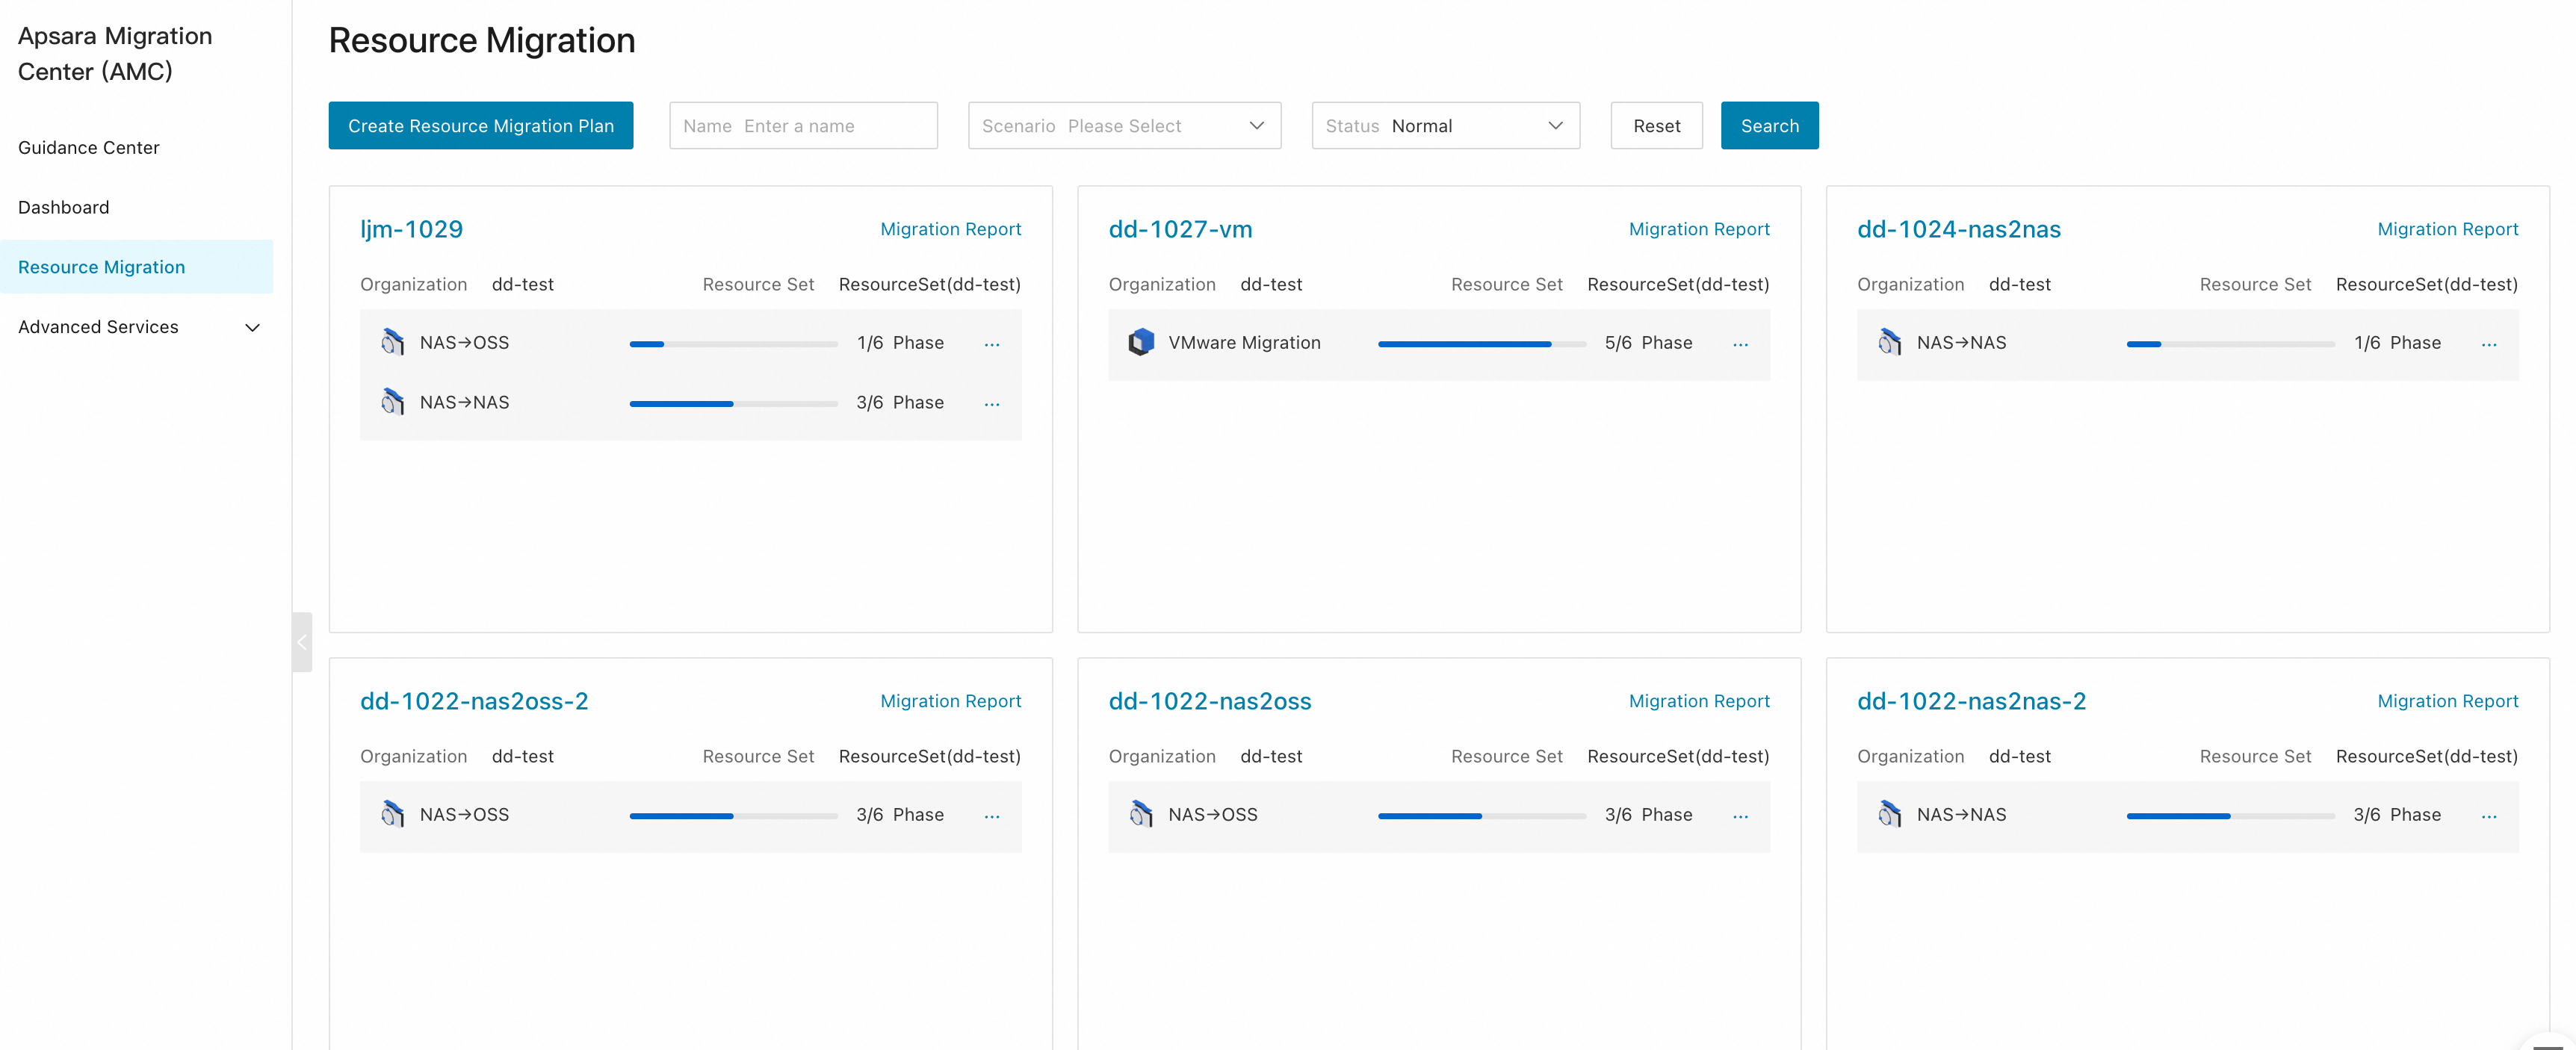 Apsara Migration
Center (AMC)
Guidance Center
Dashboard
Resource Migration
Advanced Services
Resource Migration
Create Resource Migration Plan
Name Enter a name
Scenario Please Select
Status Normal
Reset
Search
ljm-1029
Migration Report
Organization dd-test
Resource Set ResourceSet(dd-test)
NAS→OSS 1/6 Phase ...
NAS→NAS 3/6 Phase ...
dd-1027-vm
Migration Report
Organization dd-test
Resource Set ResourceSet(dd-test)
VMware Migration 5/6 Phase ...
dd-1024-nas2nas
Migration Report
Organization dd-test
Resource Set ResourceSet(dd-test)
NAS→NAS 1/6 Phase ...
dd-1022-nas2oss-2
Migration Report
Organization dd-test
Resource Set ResourceSet(dd-test)
NAS→OSS 3/6 Phase ...
dd-1022-nas2oss
Migration Report
Organization dd-test
Resource Set ResourceSet(dd-test)
NAS→OSS 3/6 Phase ...
dd-1022-nas2nas-2
Migration Report
Organization dd-test
Resource Set ResourceSet(dd-test)
NAS→NAS 3/6 Phase ...